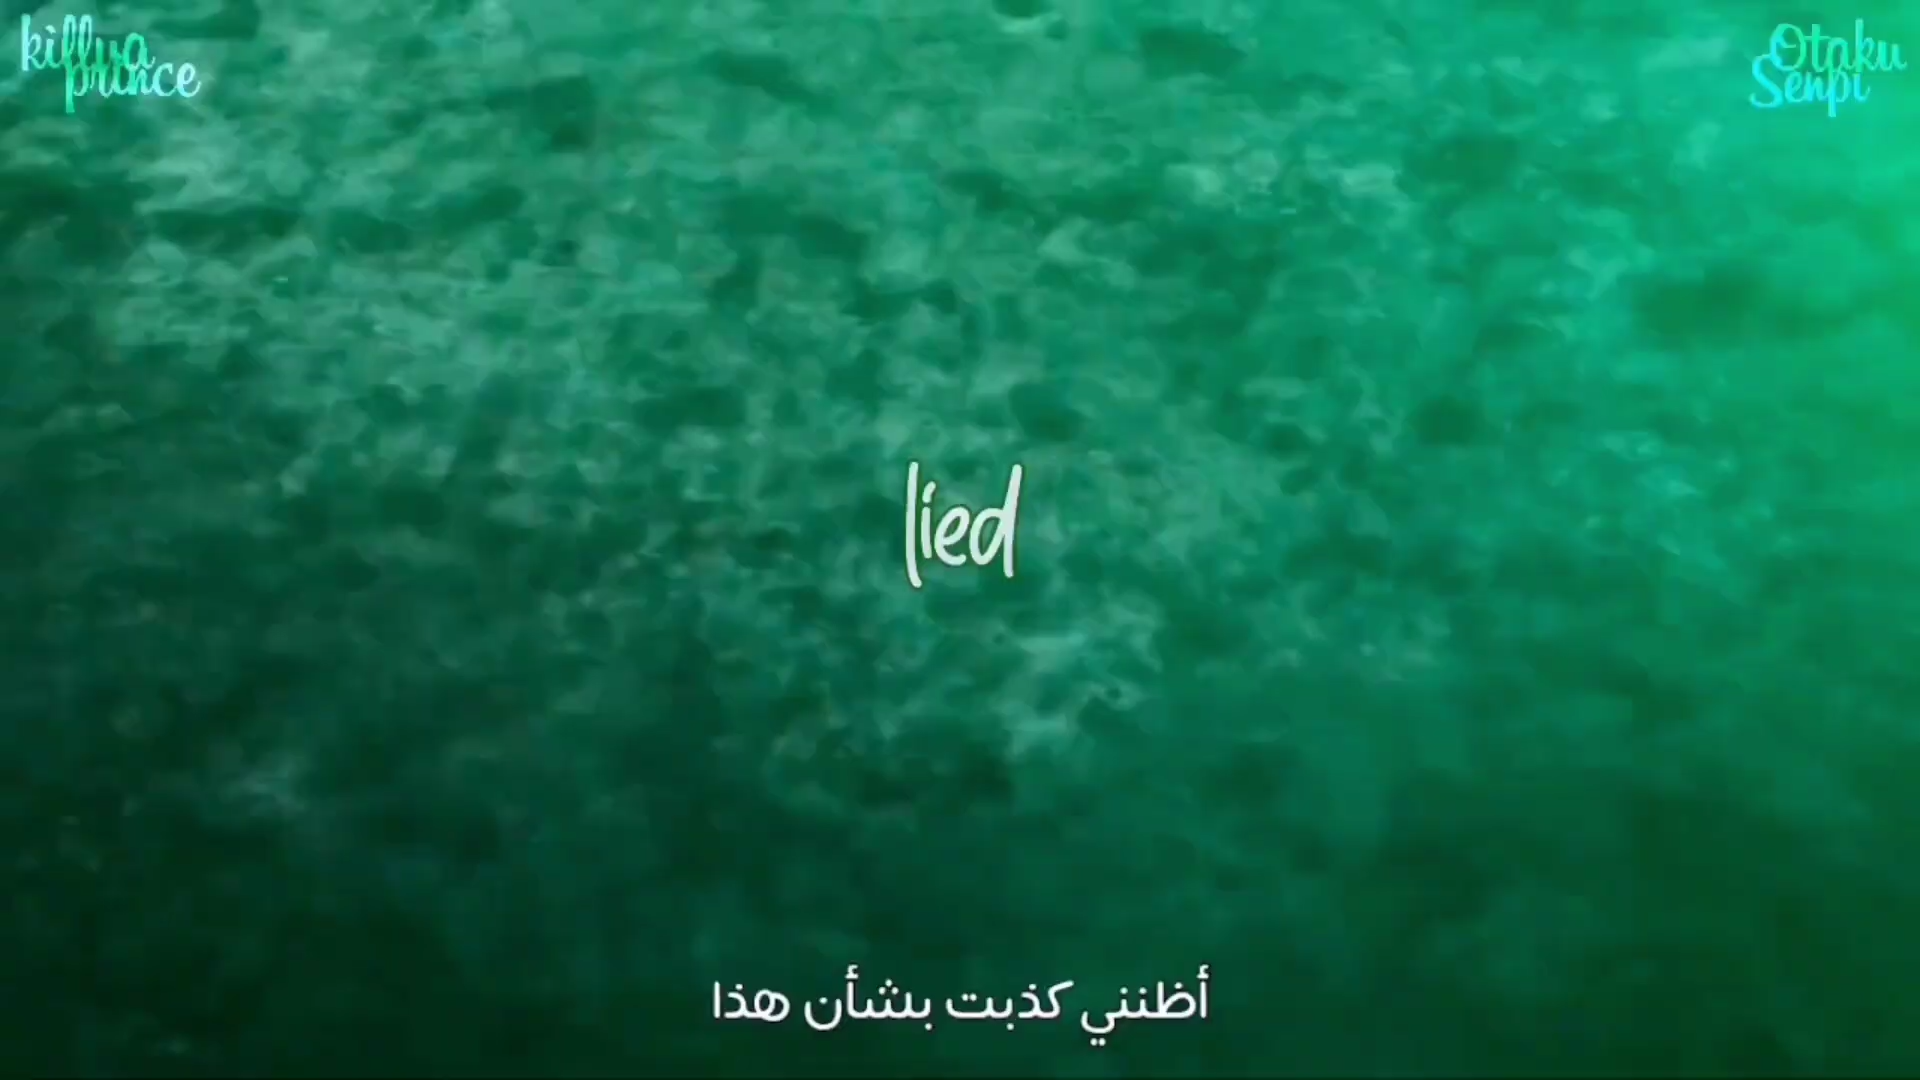 killua
prince
Otaku
Senpi
lied
أظنني كذبت بشأن هذا